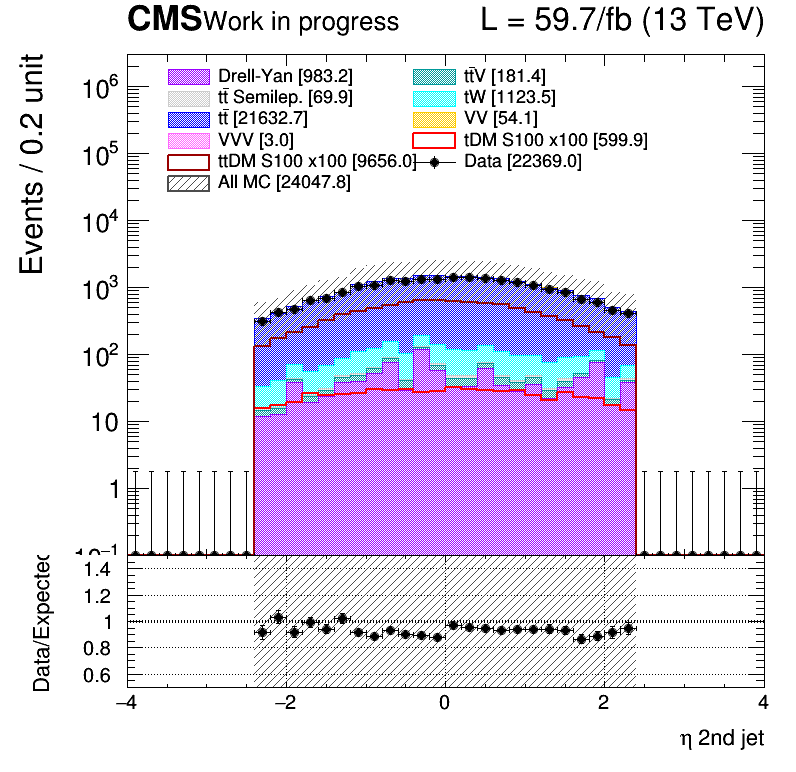 CMS Work in progress L = 59.7/fb (13 TeV)
Events / 0.2 unit
10⁶
10⁵
10⁴
10³
10²
10
1
10⁻¹
Drell-Yan [983.2] tt̄V [181.4]
tt̄ Semilep. [69.9] tW [1123.5]
tt̄ [21632.7] VV [54.1]
VVV [3.0] tDM S100 x100 [599.9]
ttDM S100 x100 [9656.0] Data [22369.0]
All MC [24047.8]
Data/Expected
1.4
1.2
1
0.8
0.6
−4 −2 0 2 4
η 2nd jet